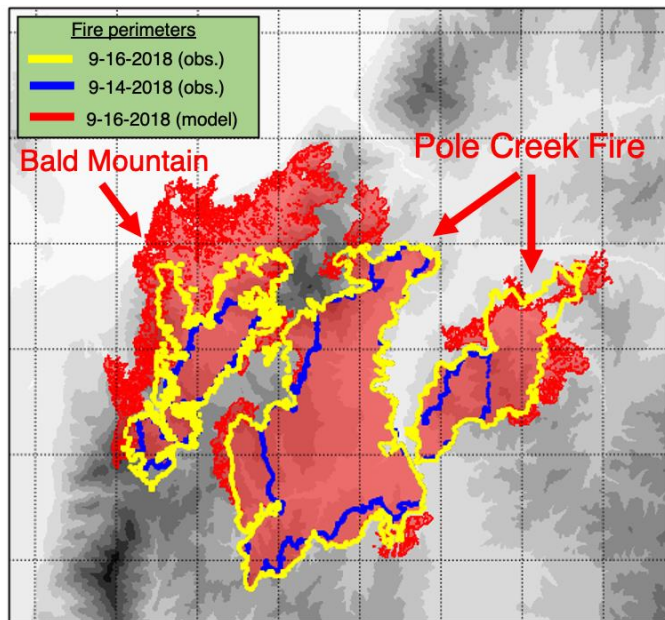 Fire perimeters
9-16-2018 (obs.)
9-14-2018 (obs.)
9-16-2018 (model)
Bald Mountain
Pole Creek Fire